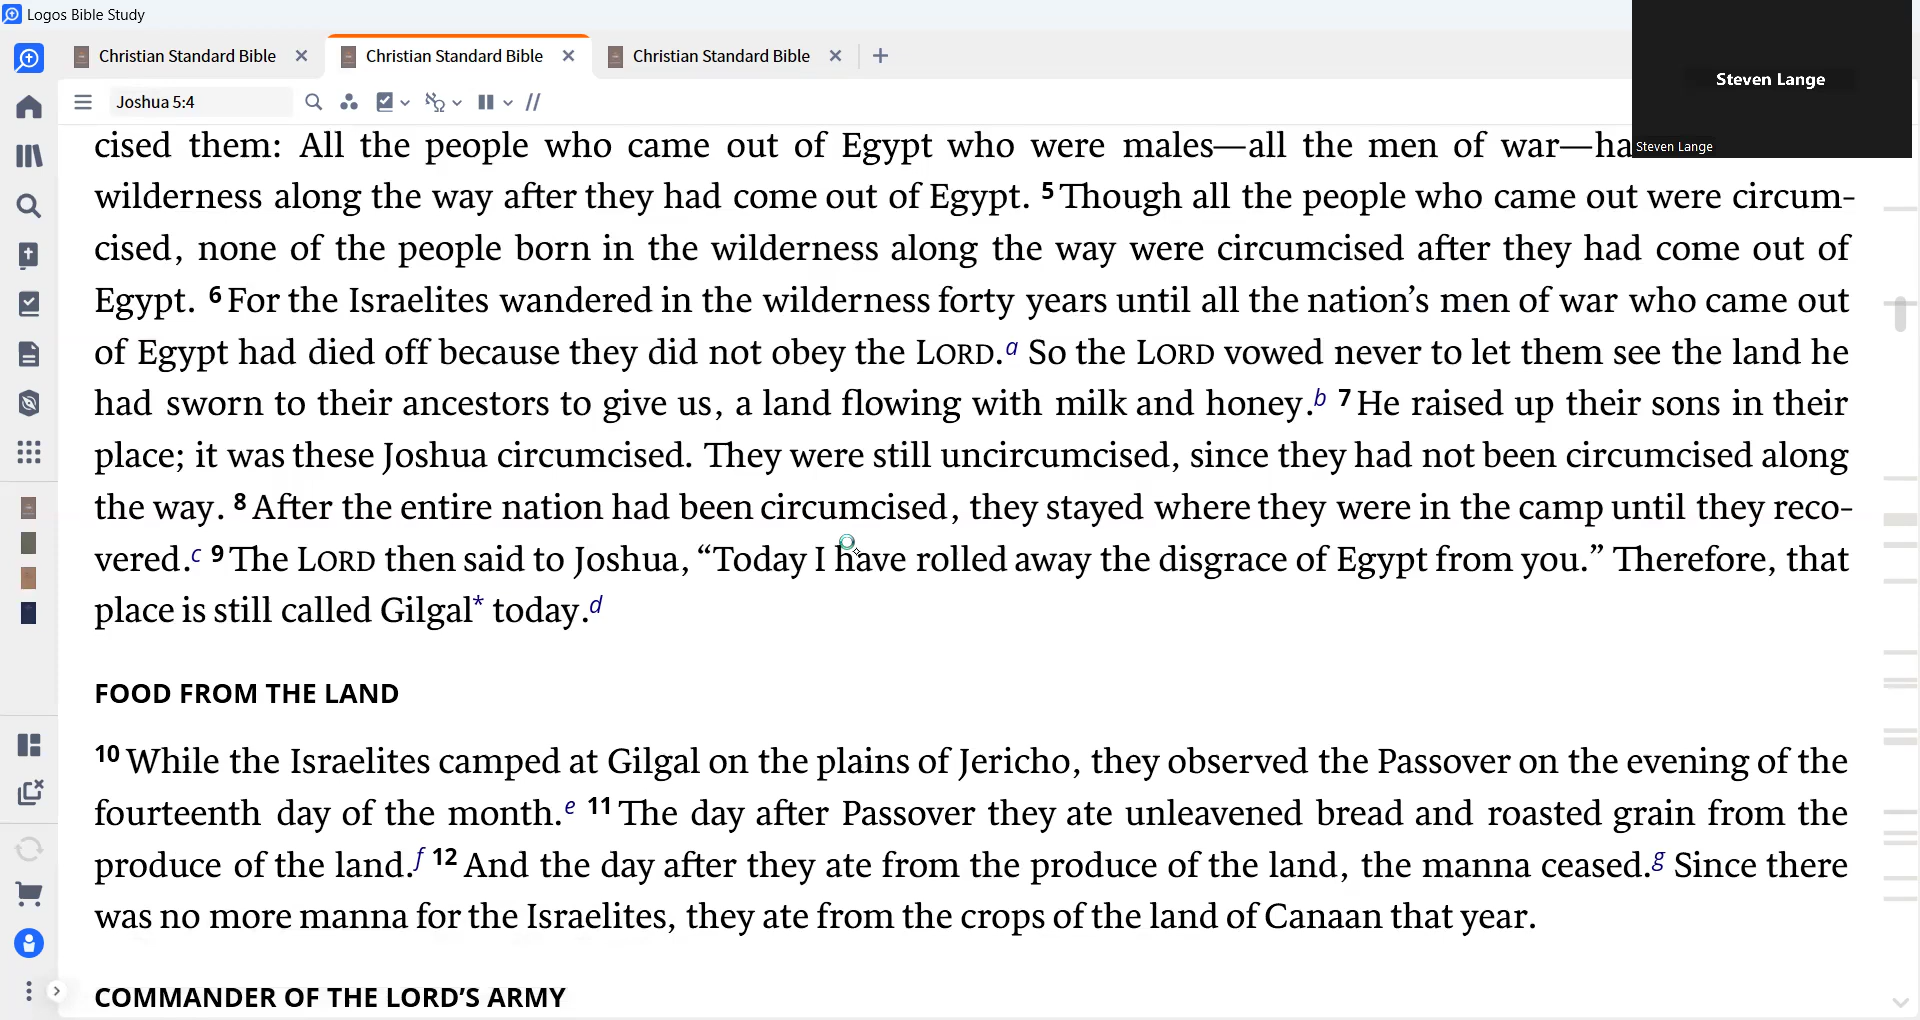 Logos Bible Study
Christian Standard Bible
Christian Standard Bible
Christian Standard Bible
Steven Lange
Steven Lange
Joshua 5:4
cised them: All the people who came out of Egypt who were males—all the men of war—ha
wilderness along the way after they had come out of Egypt. 5 Though all the people who came out were circum-
cised, none of the people born in the wilderness along the way were circumcised after they had come out of
Egypt. 6 For the Israelites wandered in the wilderness forty years until all the nation’s men of war who came out
of Egypt had died off because they did not obey the LORD.a So the LORD vowed never to let them see the land he
had sworn to their ancestors to give us, a land flowing with milk and honey.b 7 He raised up their sons in their
place; it was these Joshua circumcised. They were still uncircumcised, since they had not been circumcised along
the way. 8 After the entire nation had been circumcised, they stayed where they were in the camp until they reco-
vered.c 9 The LORD then said to Joshua, “Today I have rolled away the disgrace of Egypt from you.” Therefore, that
place is still called Gilgal* today.d
FOOD FROM THE LAND
10 While the Israelites camped at Gilgal on the plains of Jericho, they observed the Passover on the evening of the
fourteenth day of the month.e 11 The day after Passover they ate unleavened bread and roasted grain from the
produce of the land.f 12 And the day after they ate from the produce of the land, the manna ceased.g Since there
was no more manna for the Israelites, they ate from the crops of the land of Canaan that year.
COMMANDER OF THE LORD’S ARMY